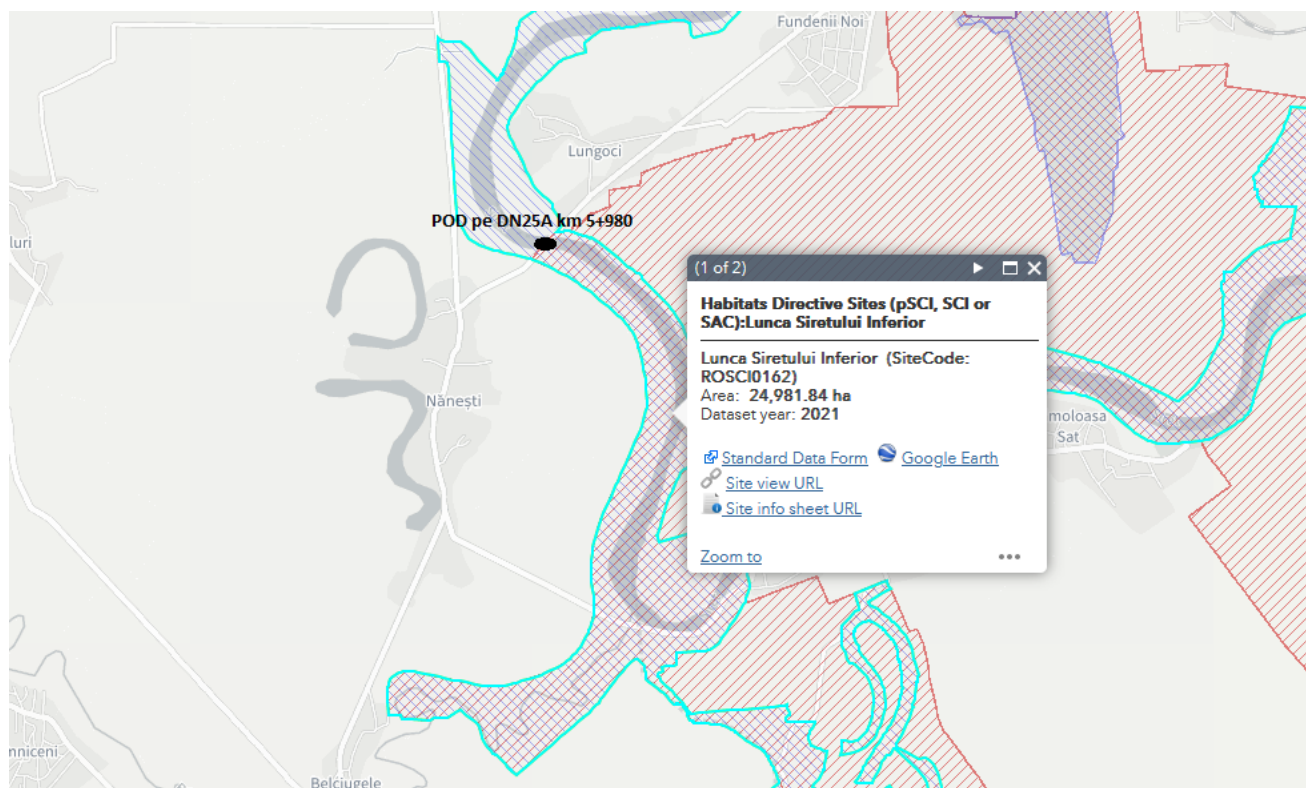 Fundenii Noi
Lungoci
POD pe DN25A km 5+980
luri
(1 of 2)
Habitats Directive Sites (pSCI, SCI or
SAC):Lunca Siretului Inferior
Lunca Siretului Inferior (SiteCode:
ROSCI0162)
Area: 24,981.84 ha
Dataset year: 2021
Nănești
moloasa
Sat
Standard Data Form Google Earth
Site view URL
Site info sheet URL
Zoom to
mniceni
Belciugele